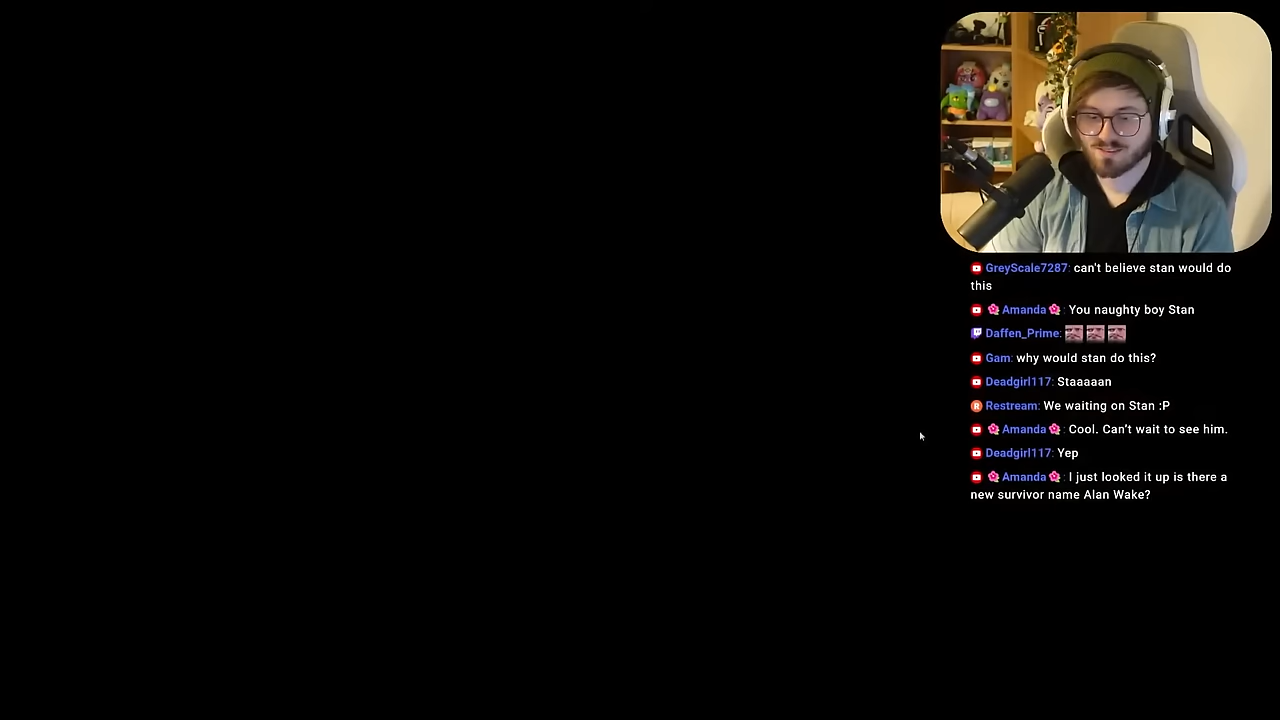 GreyScale7287: can't believe stan would do
this
🌸Amanda🌸: You naughty boy Stan
Daffen_Prime:
Gam: why would stan do this?
Deadgirl117: Staaaaan
R Restream: We waiting on Stan :P
🌸Amanda🌸: Cool. Can't wait to see him.
Deadgirl117: Yep
🌸Amanda🌸: I just looked it up is there a
new survivor name Alan Wake?